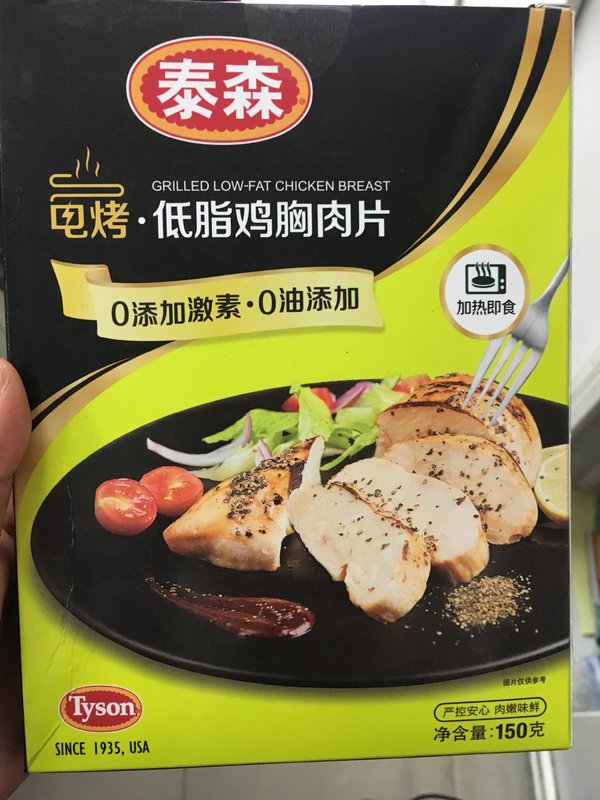 泰森®
GRILLED LOW-FAT CHICKEN BREAST
电烤·低脂鸡胸肉片
0添加激素·0油添加
加热即食
图片仅供参考
Tyson
SINCE 1935, USA
严控安心 肉嫩味鲜
净含量:150克